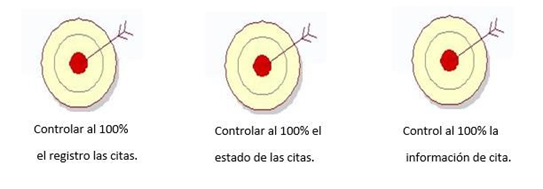 Controlar al 100%
el registro las citas.
Controlar al 100% el
estado de las citas.
Control al 100% la
información de cita.